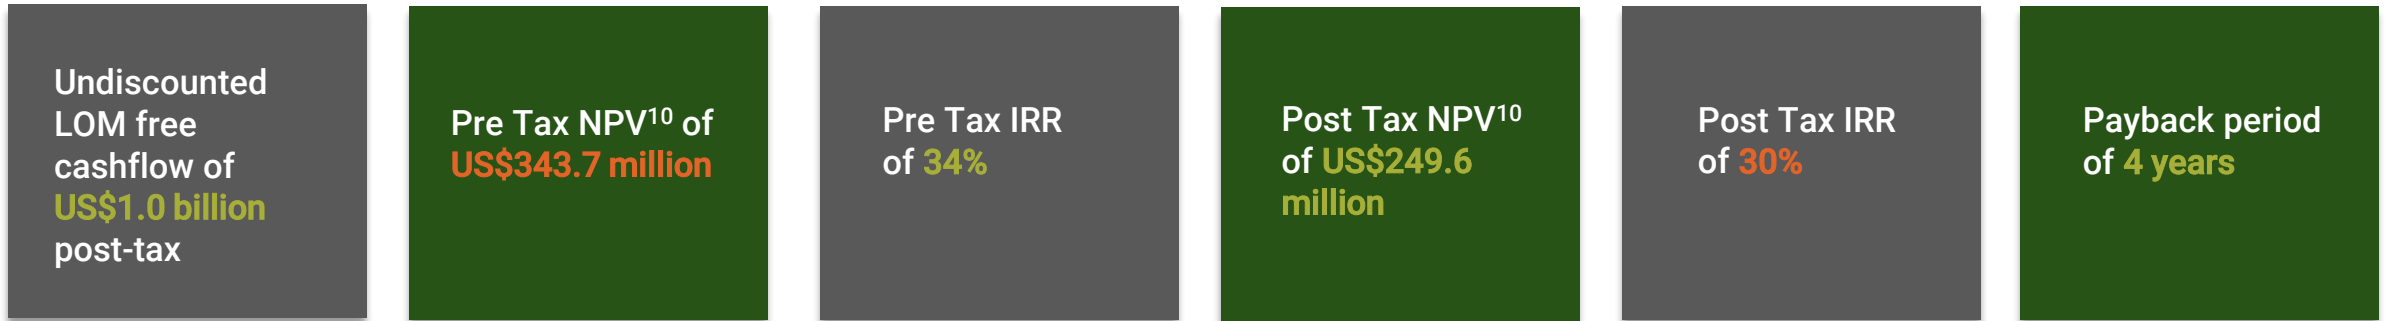 Undiscounted
LOM free
cashflow of
US$1.0 billion
post-tax
Pre Tax NPV¹⁰ of
US$343.7 million
Pre Tax IRR
of 34%
Post Tax NPV¹⁰
of US$249.6
million
Post Tax IRR
of 30%
Payback period
of 4 years